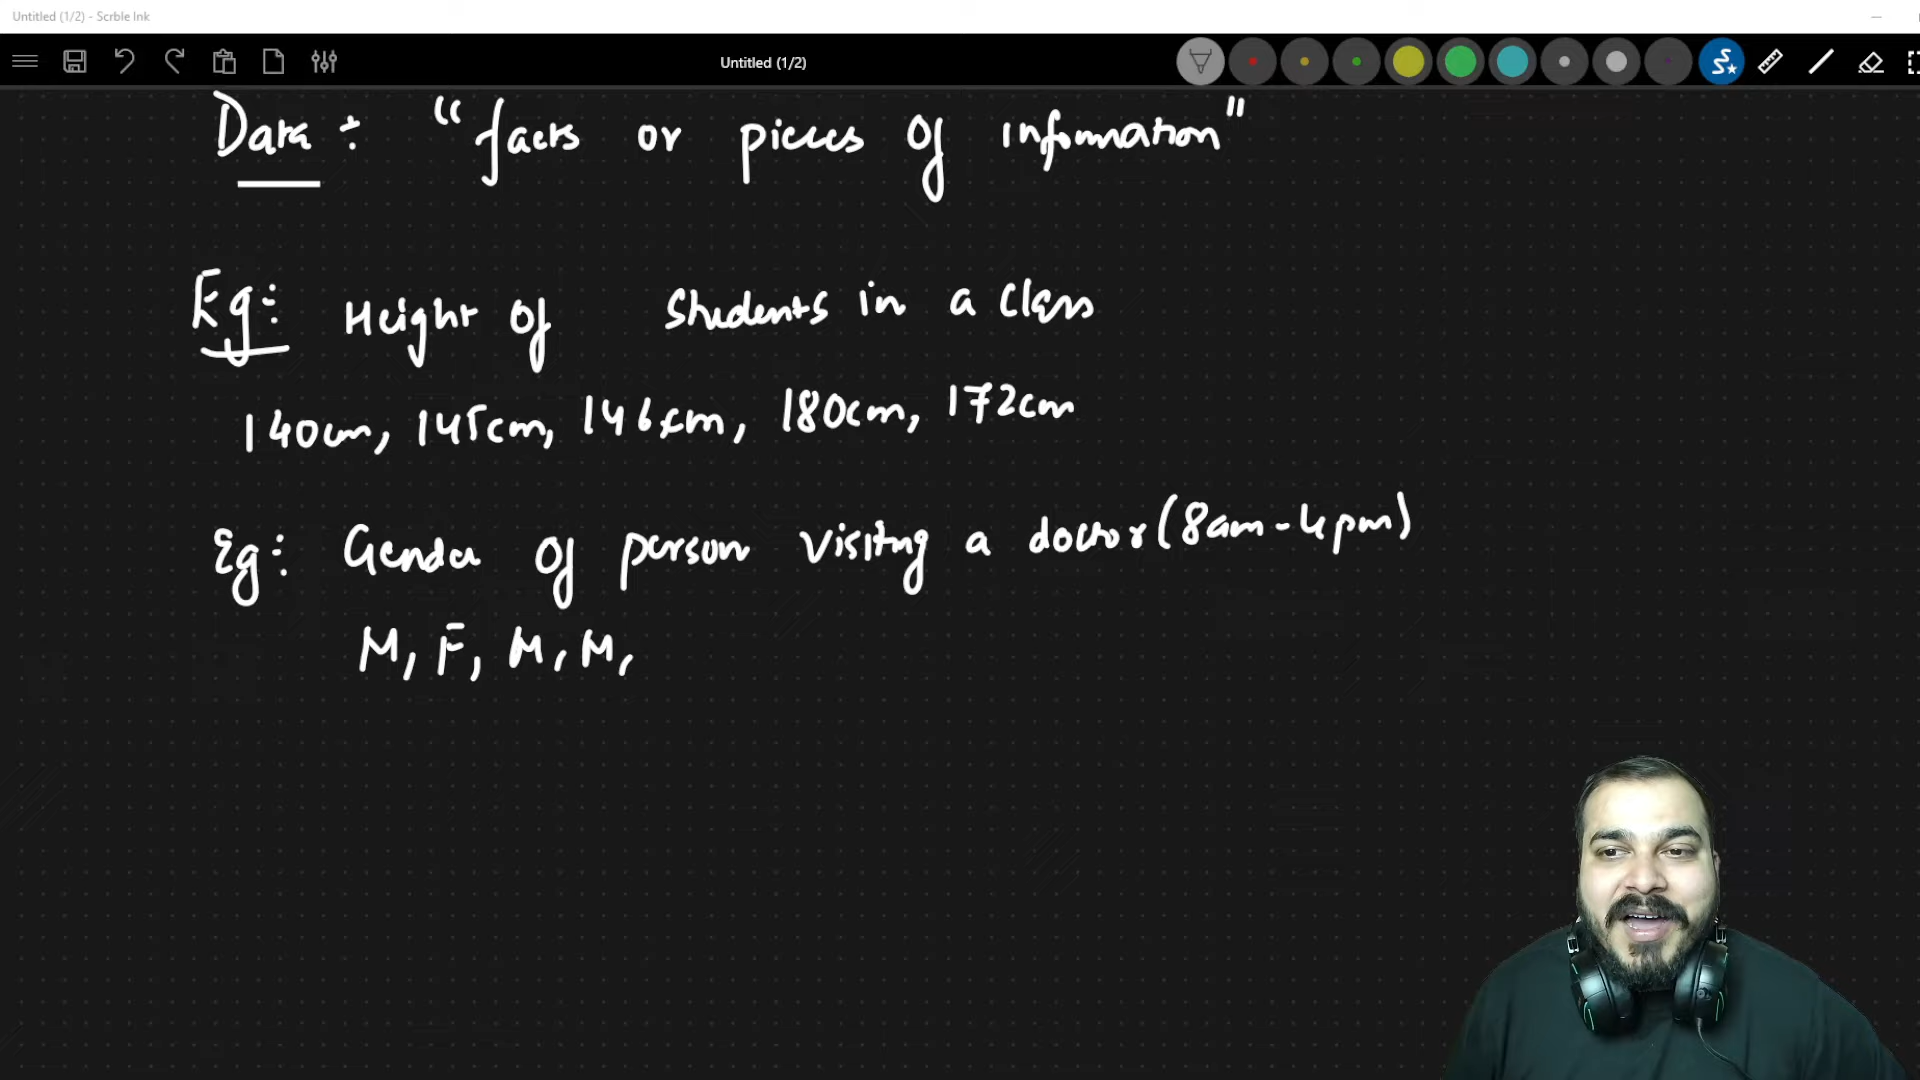 Untitled (1/2) - Scrble Ink
Untitled (1/2)
Data : "facts or pieces of information"
Eg: Height of Students in a class
140cm, 145cm, 146cm, 180cm, 172cm
Eg: Gender of person visiting a doctor (8am-4pm)
M, F, M, M,